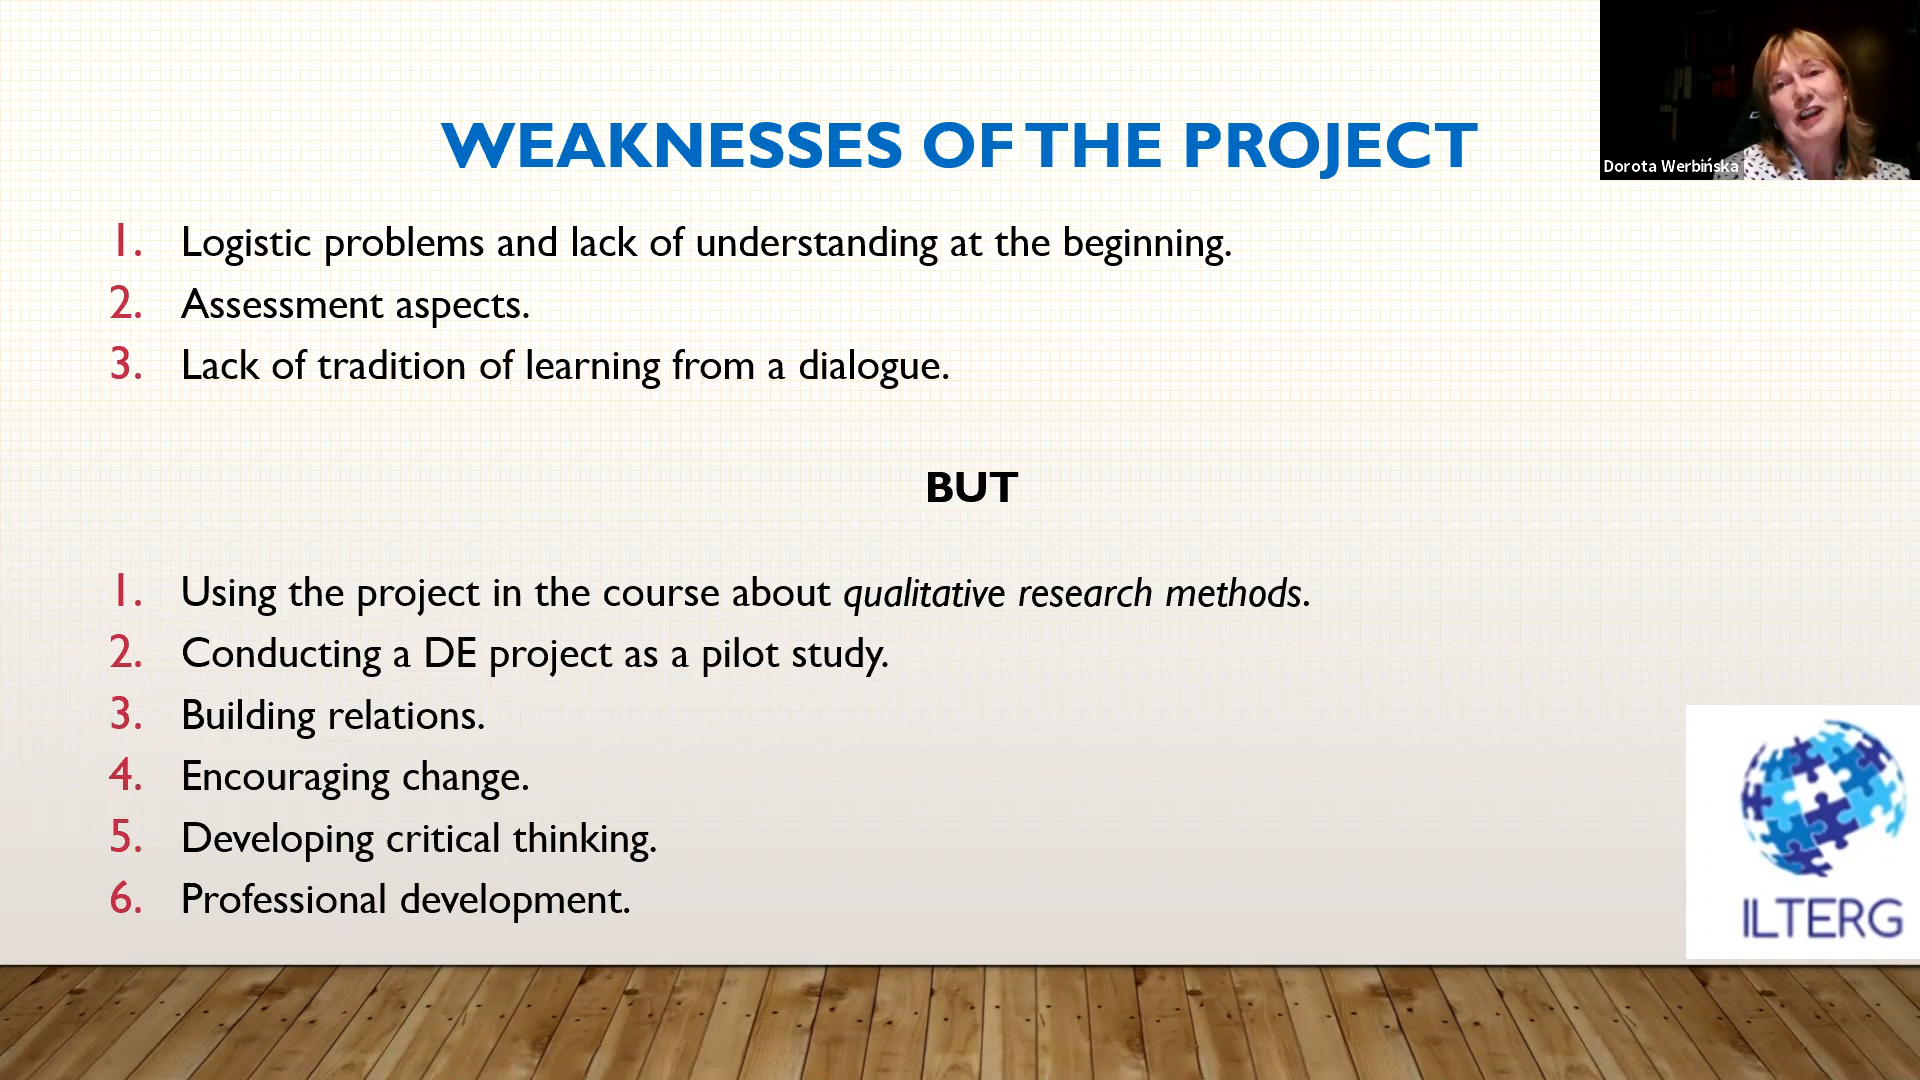 WEAKNESSES OF THE PROJECT
Dorota Werbińska
1. Logistic problems and lack of understanding at the beginning.
2. Assessment aspects.
3. Lack of tradition of learning from a dialogue.
BUT
1. Using the project in the course about qualitative research methods.
2. Conducting a DE project as a pilot study.
3. Building relations.
4. Encouraging change.
5. Developing critical thinking.
6. Professional development.
ILTERG